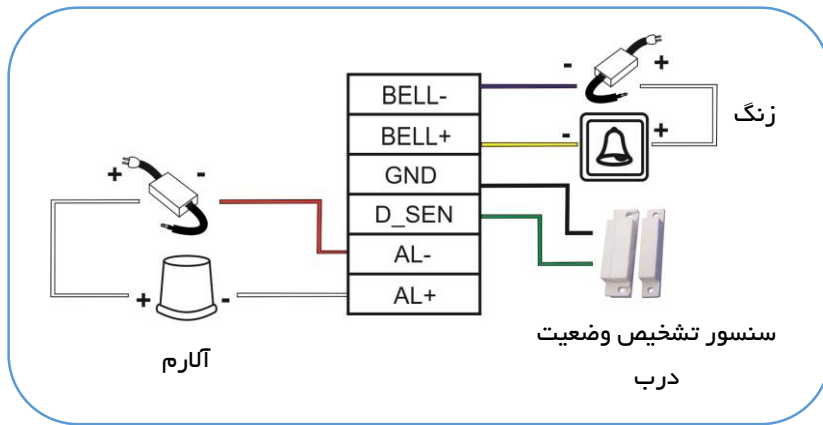 BELL-
BELL+
GND
D_SEN
AL-
AL+
- +
- +
زنگ
+ -
+ -
آلارم
سنسور تشخیص وضعیت
درب